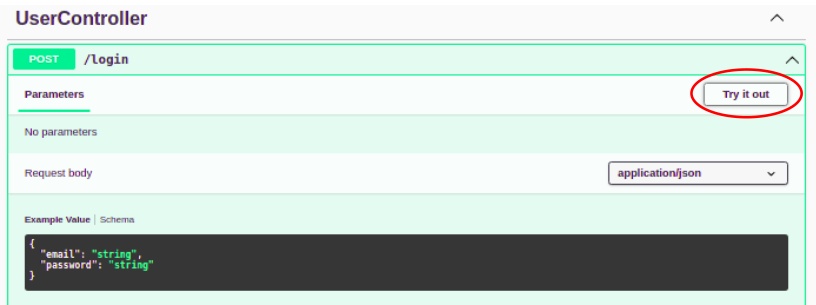 UserController
POST /login
Parameters
Try it out
No parameters
Request body
application/json
Example Value | Schema
{
  "email": "string",
  "password": "string"
}